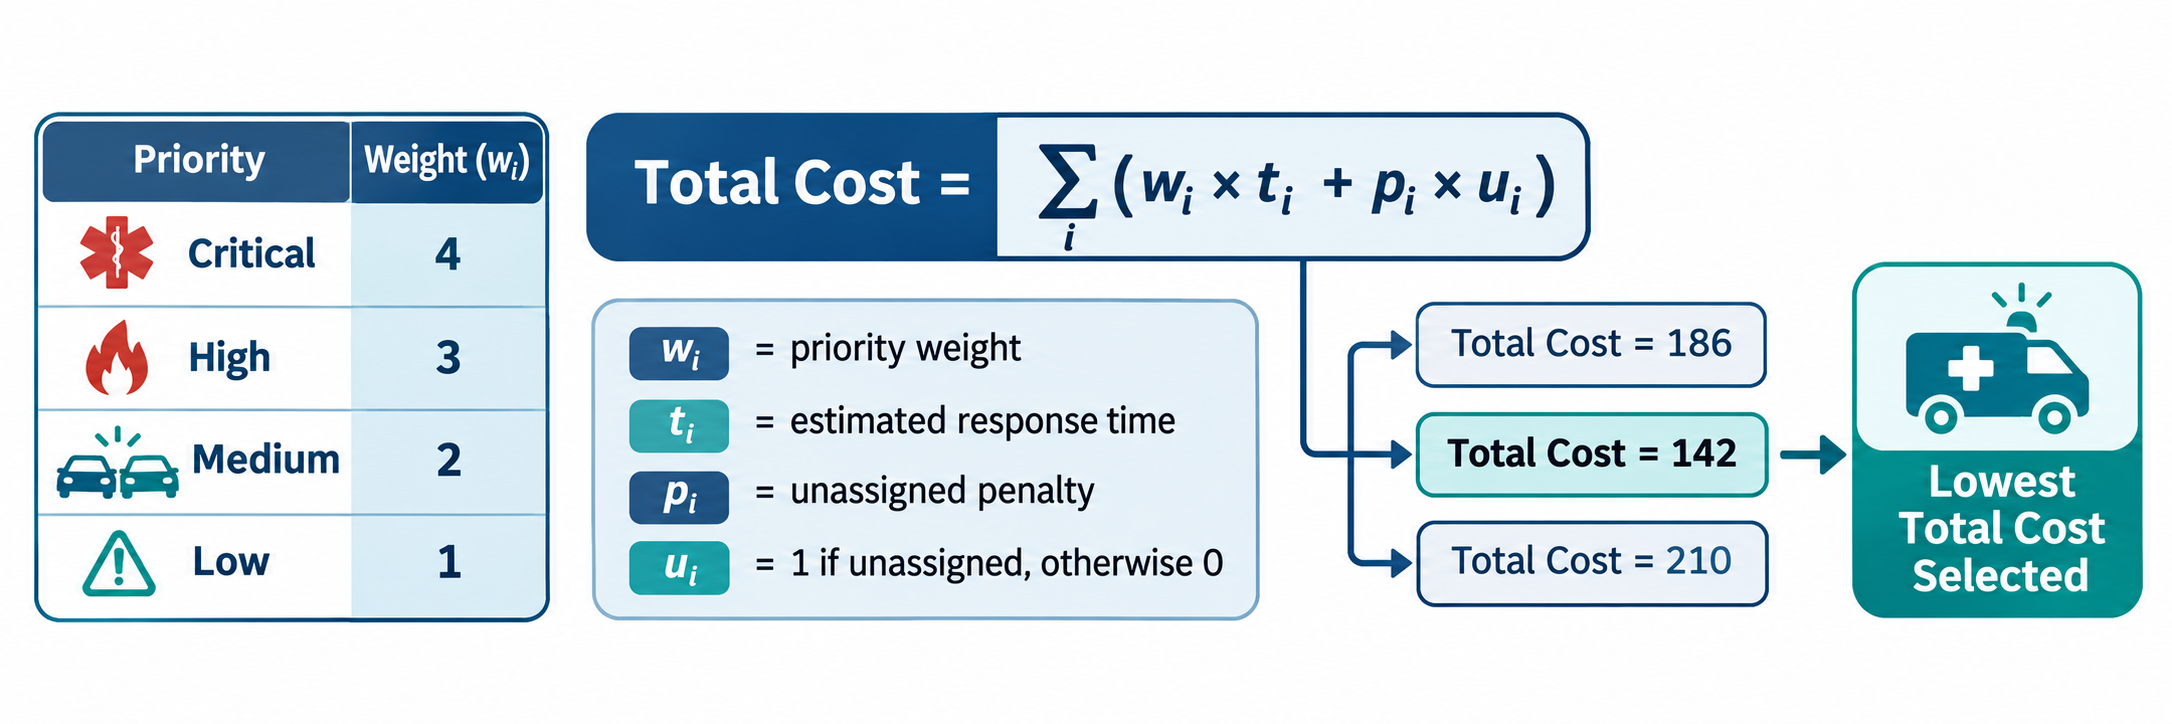 Priority Weight (wᵢ)
Critical 4
High 3
Medium 2
Low 1
Total Cost = ∑ᵢ (wᵢ × tᵢ + pᵢ × uᵢ)
wᵢ = priority weight
tᵢ = estimated response time
pᵢ = unassigned penalty
uᵢ = 1 if unassigned, otherwise 0
Total Cost = 186
Total Cost = 142
Total Cost = 210
Lowest
Total Cost
Selected